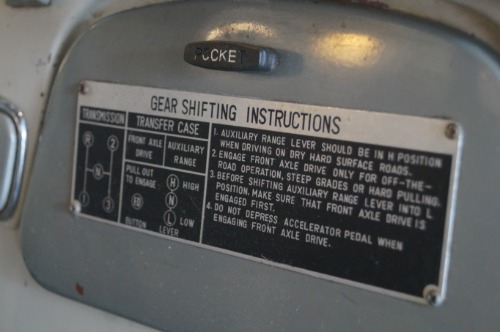 POCKET
GEAR SHIFTING INSTRUCTIONS
TRANSMISSION
R 2
N
1 3
TRANSFER CASE
FRONT AXLE DRIVE
AUXILIARY RANGE
PULL OUT TO ENGAGE
BUTTON
H HIGH
N
L LOW
LEVER
1. AUXILIARY RANGE LEVER SHOULD BE IN H POSITION
WHEN DRIVING ON DRY HARD SURFACE ROADS.
2. ENGAGE FRONT AXLE DRIVE ONLY FOR OFF-THE-
ROAD OPERATION, STEEP GRADES OR HARD PULLING.
3. BEFORE SHIFTING AUXILIARY RANGE LEVER INTO L
POSITION, MAKE SURE THAT FRONT AXLE DRIVE IS
ENGAGED FIRST.
4. DO NOT DEPRESS ACCELERATOR PEDAL WHEN
ENGAGING FRONT AXLE DRIVE.